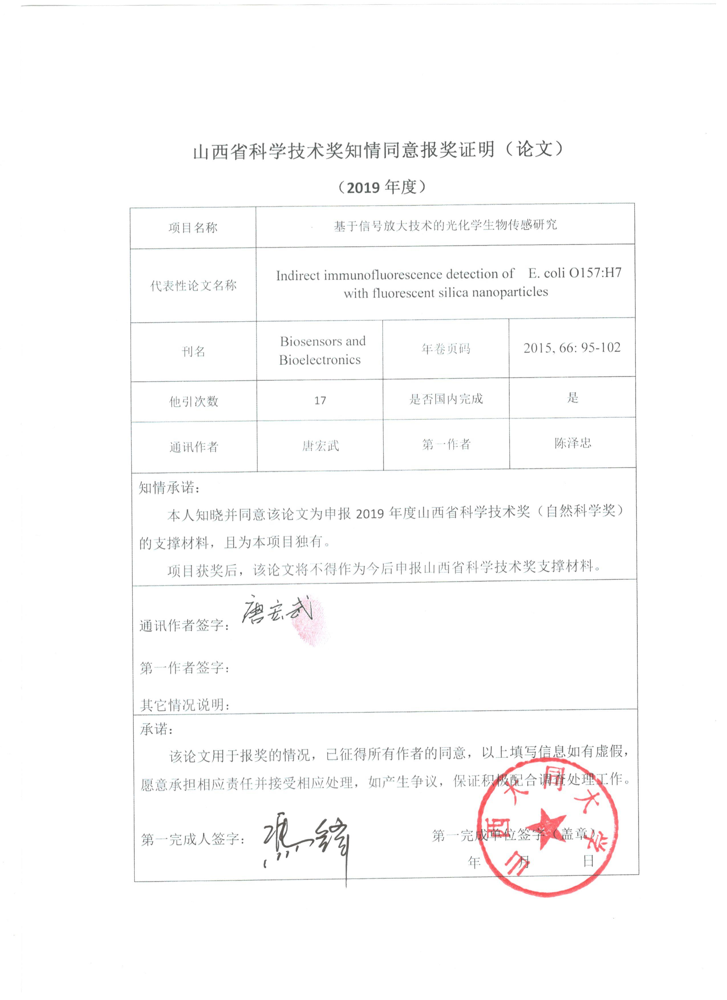 山西省科学技术奖知情同意报奖证明（论文）
（2019 年度）
项目名称
基于信号放大技术的光化学生物传感研究
代表性论文名称
Indirect immunofluorescence detection of E. coli O157:H7
with fluorescent silica nanoparticles
刊名
Biosensors and
Bioelectronics
年卷页码
2015, 66: 95-102
他引次数
17
是否国内完成
是
通讯作者
唐宏武
第一作者
陈泽忠
知情承诺：
本人知晓并同意该论文为申报 2019 年度山西省科学技术奖（自然科学奖）
的支撑材料，且为本项目独有。
项目获奖后，该论文将不得作为今后申报山西省科学技术奖支撑材料。
通讯作者签字：唐宏武
第一作者签字：
其它情况说明：
承诺：
该论文用于报奖的情况，已征得所有作者的同意，以上填写信息如有虚假，
愿意承担相应责任并接受相应处理，如产生争议，保证积极配合调查处理工作。
第一完成人签字：冯锋
第一完成单位签字（盖章）
年 月 日
山西大同大学